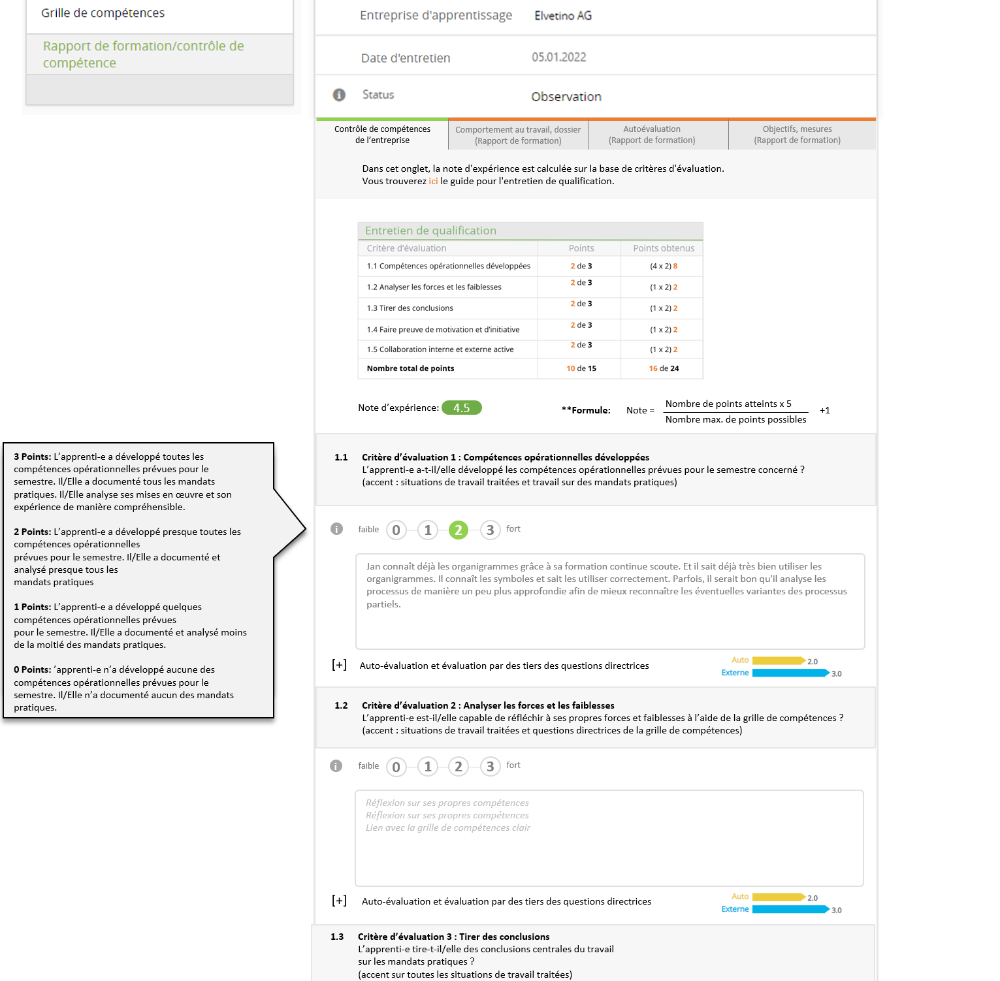 Grille de compétences
Rapport de formation/contrôle de
compétence
Entreprise d'apprentissage Elvetino AG
Date d'entretien 05.01.2022
Status Observation
Contrôle de compétences
de l'entreprise
Comportement au travail, dossier
(Rapport de formation)
Autoévaluation
(Rapport de formation)
Objectifs, mesures
(Rapport de formation)
Dans cet onglet, la note d'expérience est calculée sur la base de critères d'évaluation.
Vous trouverez ici le guide pour l'entretien de qualification.
Entretien de qualification
Critère d'évaluation Points Points obtenus
1.1 Compétences opérationnelles développées 2 de 3 (4 x 2) 8
1.2 Analyser les forces et les faiblesses 2 de 3 (1 x 2) 2
1.3 Tirer des conclusions 2 de 3 (1 x 2) 2
1.4 Faire preuve de motivation et d'initiative 2 de 3 (1 x 2) 2
1.5 Collaboration interne et externe active 2 de 3 (1 x 2) 2
Nombre total de points 10 de 15 16 de 24
Note d'expérience: 4.5
**Formule: Note = Nombre de points atteints x 5
Nombre max. de points possibles +1
3 Points: L'apprenti-e a développé toutes les
compétences opérationnelles prévues pour le
semestre. Il/Elle a documenté tous les mandats
pratiques. Il/Elle analyse ses mises en œuvre et son
expérience de manière compréhensible.
2 Points: L'apprenti-e a développé presque toutes les
compétences opérationnelles
prévues pour le semestre. Il/Elle a documenté et
analysé presque tous les
mandats pratiques
1 Points: L'apprenti-e a développé quelques
compétences opérationnelles prévues
pour le semestre. Il/Elle a documenté et analysé moins
de la moitié des mandats pratiques.
0 Points: 'apprenti-e n'a développé aucune des
compétences opérationnelles prévues pour le
semestre. Il/Elle n'a documenté aucun des mandats
pratiques.
1.1 Critère d'évaluation 1 : Compétences opérationnelles développées
L'apprenti-e a-t-il/elle développé les compétences opérationnelles prévues pour le semestre concerné ?
(accent : situations de travail traitées et travail sur des mandats pratiques)
i faible 0 1 2 3 fort
Jan connaît déjà les organigrammes grâce à sa formation continue scoute. Et il sait déjà très bien utiliser les
organigrammes. Il connaît les symboles et sait les utiliser correctement. Parfois, il serait bon qu'il analyse les
processus de manière un peu plus approfondie afin de mieux reconnaître les éventuelles variantes des processus
partiels.
[+] Auto-évaluation et évaluation par des tiers des questions directrices
Auto 2.0
Externe 3.0
1.2 Critère d'évaluation 2 : Analyser les forces et les faiblesses
L'apprenti-e est-il/elle capable de réfléchir à ses propres forces et faiblesses à l'aide de la grille de compétences ?
(accent : situations de travail traitées et questions directrices de la grille de compétences)
i faible 0 1 2 3 fort
Réflexion sur ses propres compétences
Réflexion sur ses propres compétences
Lien avec la grille de compétences clair
[+] Auto-évaluation et évaluation par des tiers des questions directrices
Auto 2.0
Externe 3.0
1.3 Critère d'évaluation 3 : Tirer des conclusions
L'apprenti-e tire-t-il/elle des conclusions centrales du travail
sur les mandats pratiques ?
(accent sur toutes les situations de travail traitées)